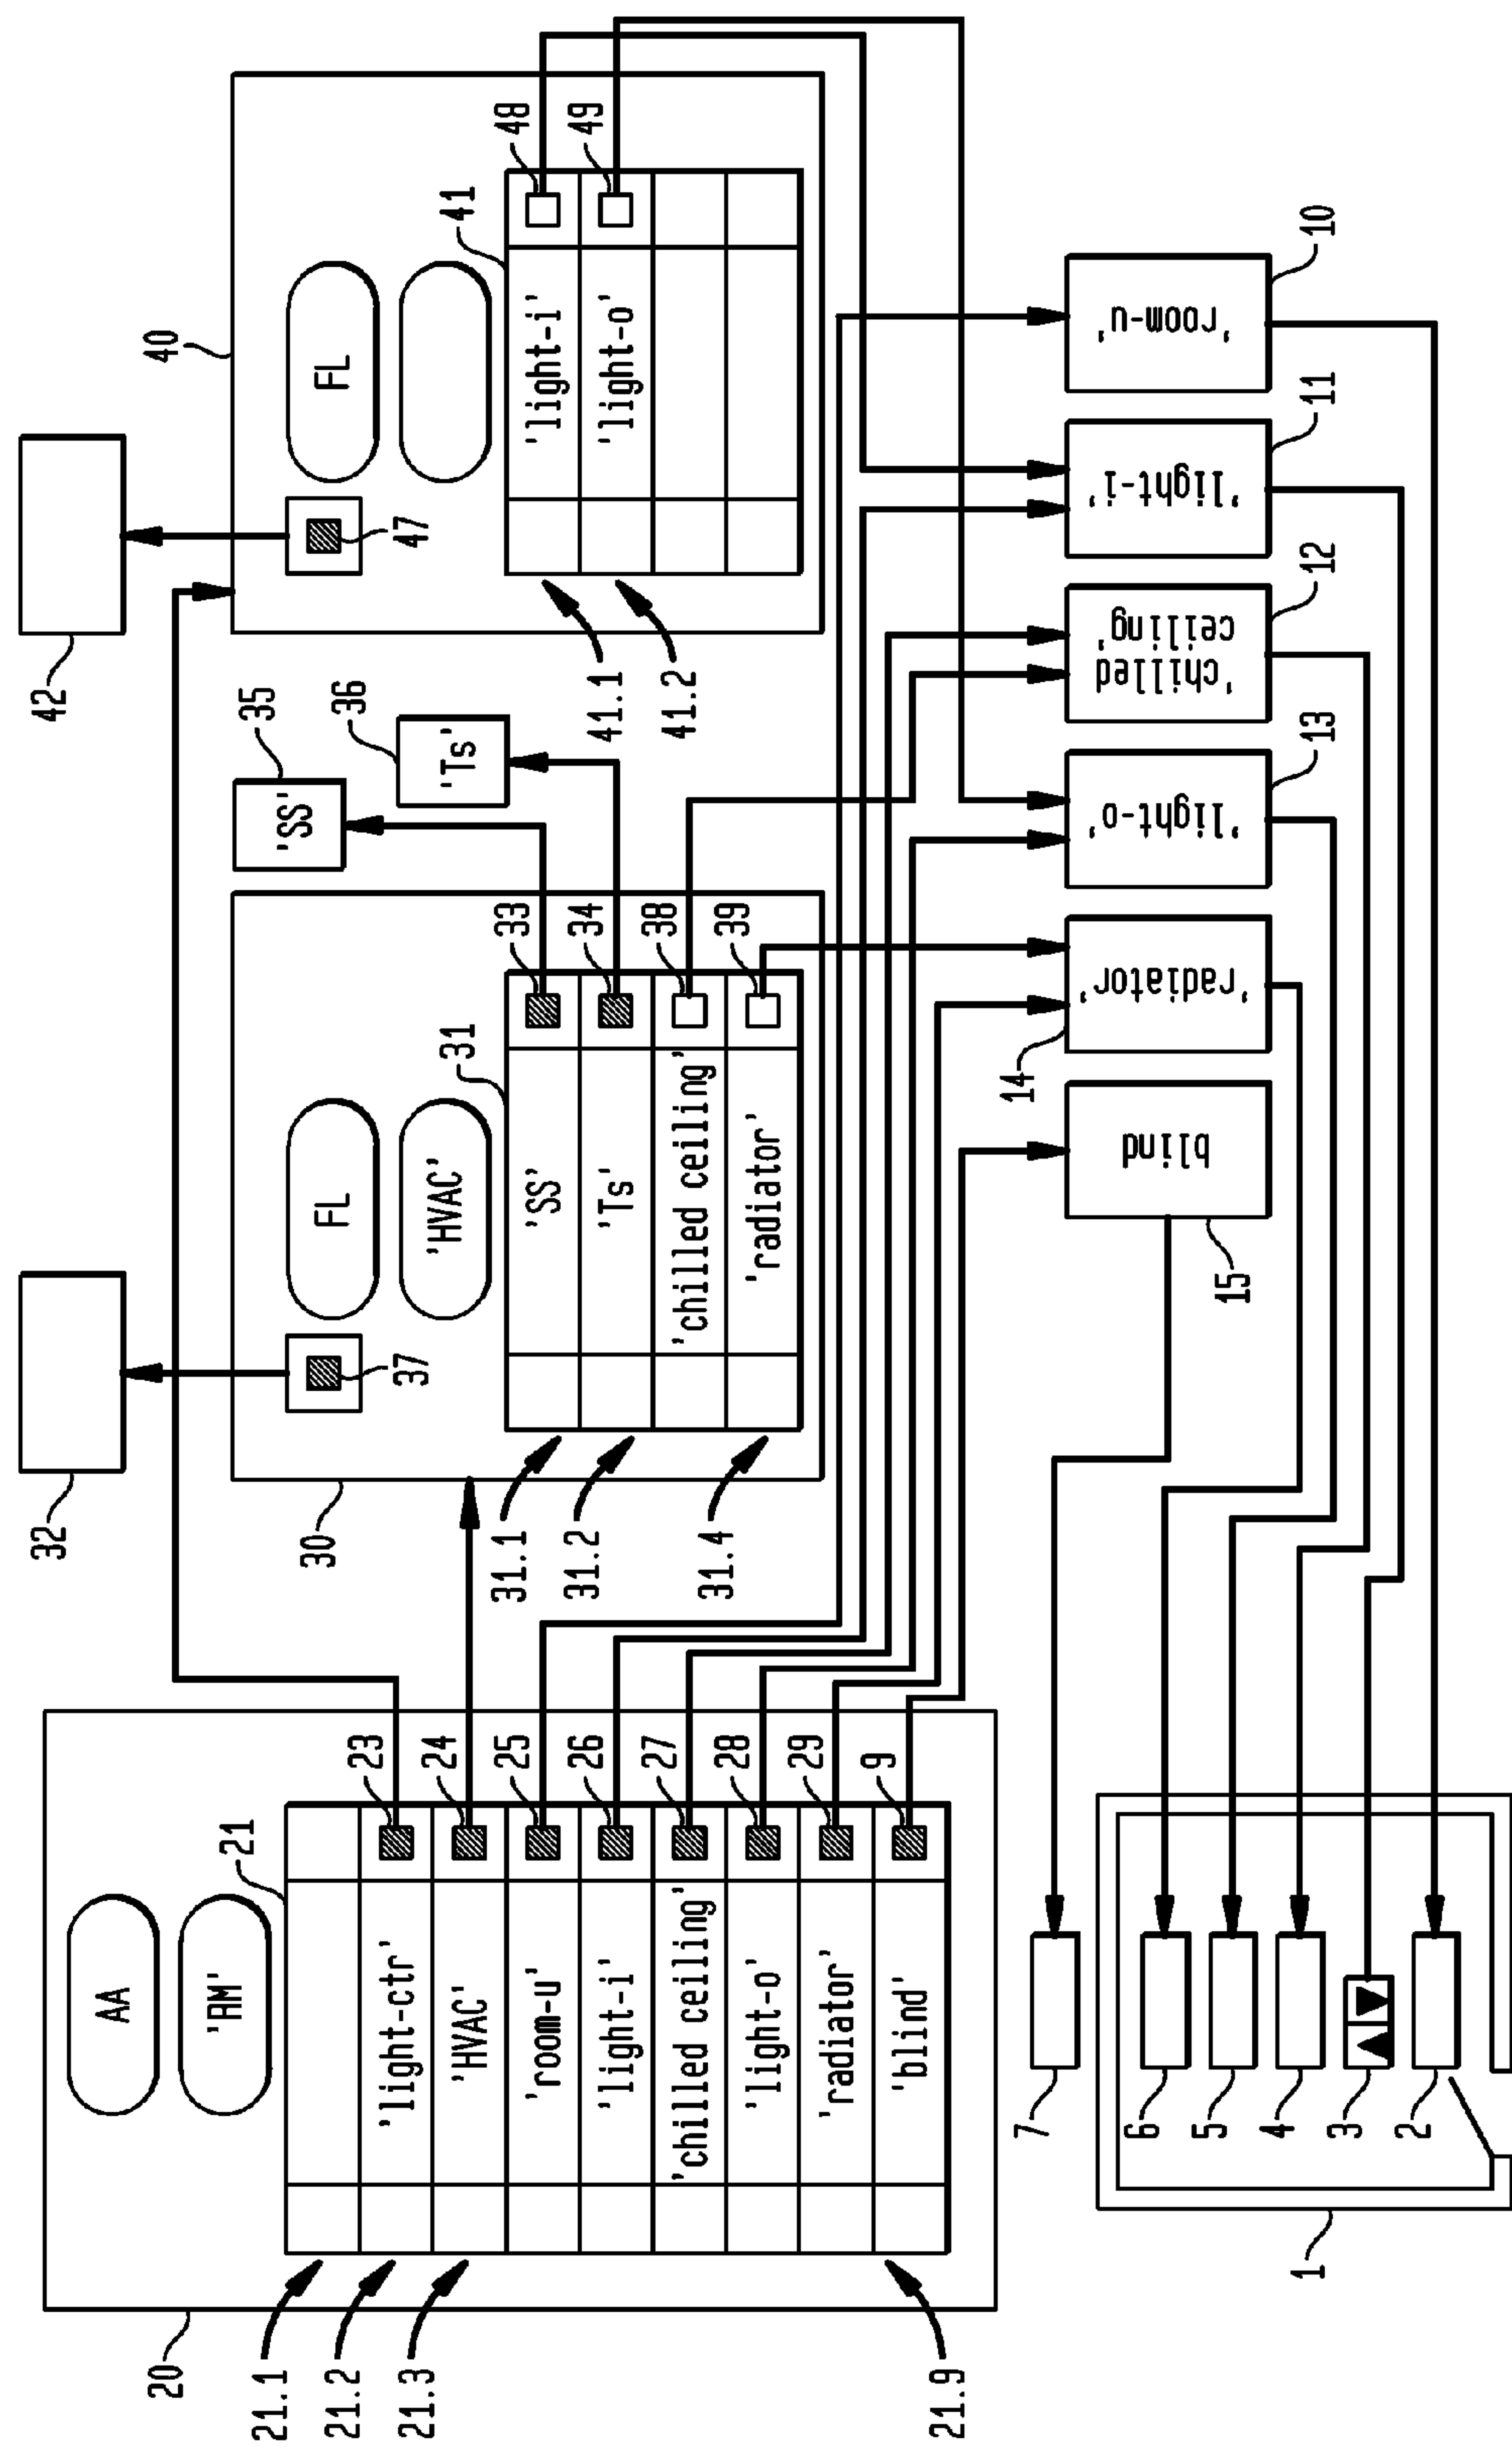 20
AA
'RM'
21
21.1
21.2
21.3
21.9
'light-ctr'
23
'HVAC'
24
'room-u'
25
'light-i'
26
'chilled ceiling'
27
'light-o'
28
'radiator'
29
'blind'
9
32
30
37
FL
'HVAC'
31
31.1
31.2
31.4
'SS'
33
'Ts'
34
'chilled ceiling'
38
'radiator'
39
'SS'
35
'Ts'
36
42
40
47
FL
41
41.1
41.2
'light-i'
48
'light-o'
49
blind
15
'radiator'
14
'light-o'
13
'chilled
ceiling'
12
'light-i'
11
'room-u'
10
7
6
5
4
3
2
1